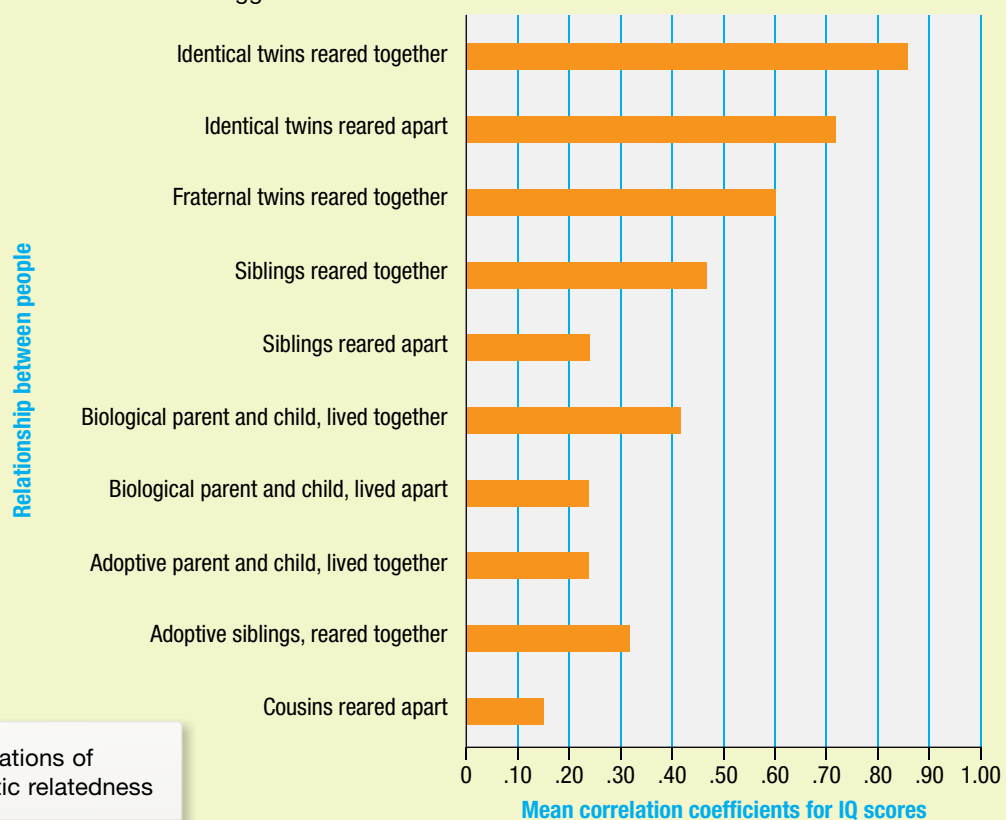 Identical twins reared together
Identical twins reared apart
Fraternal twins reared together
Siblings reared together
Siblings reared apart
Biological parent and child, lived together
Biological parent and child, lived apart
Adoptive parent and child, lived together
Adoptive siblings, reared together
Cousins reared apart
Relationship between people
0 .10 .20 .30 .40 .50 .60 .70 .80 .90 1.00
Mean correlation coefficients for IQ scores
ations of
tic relatedness